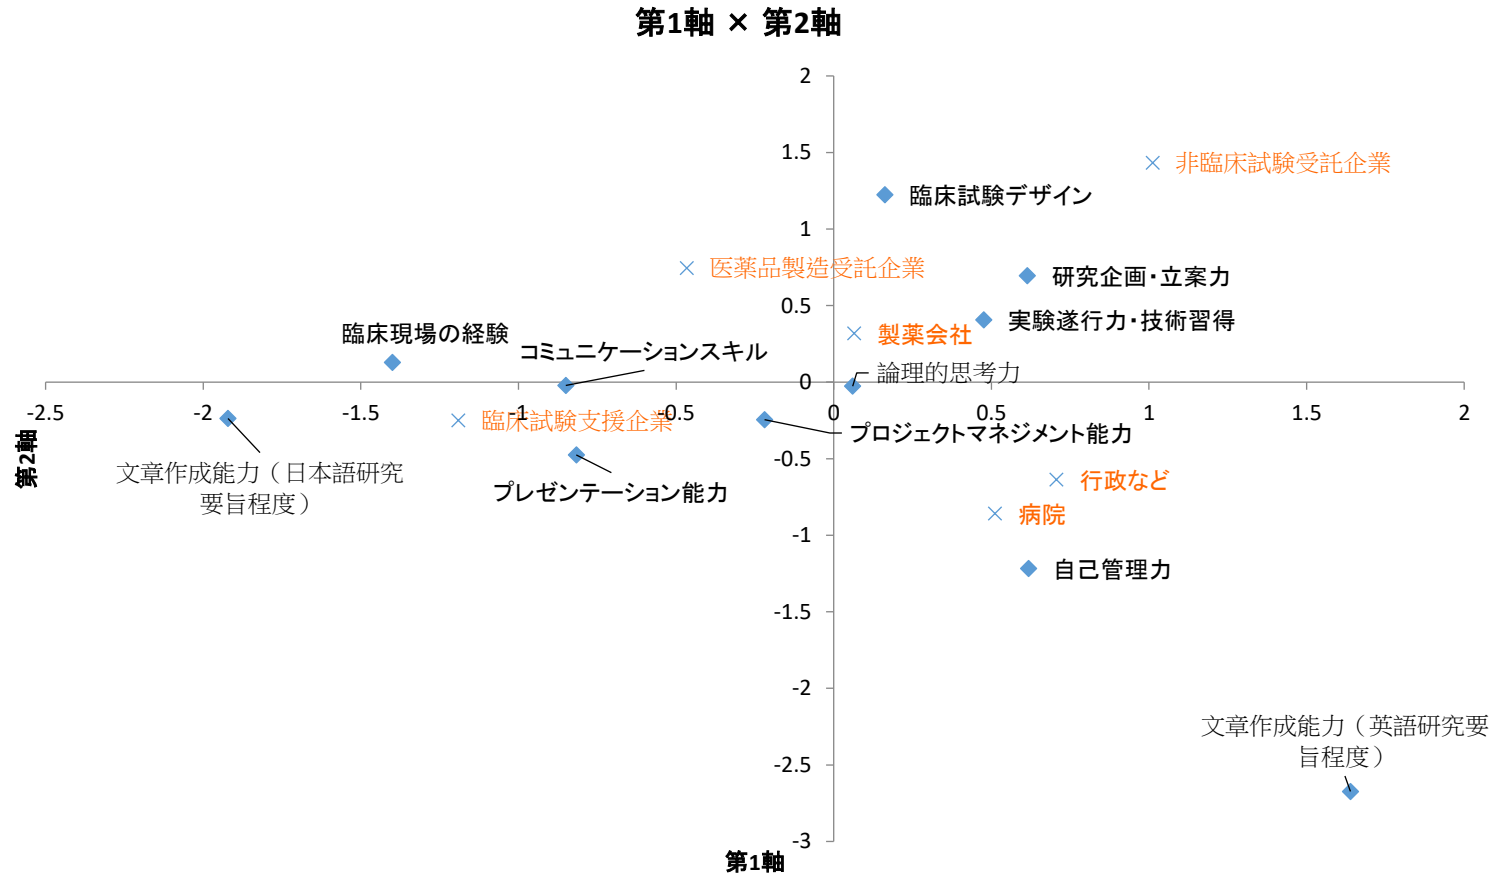 第1軸 × 第2軸
2
1.5
非臨床試験受託企業
臨床試験デザイン
1
医薬品製造受託企業
研究企画・立案力
0.5
実験遂行力・技術習得
臨床現場の経験
製薬会社
コミュニケーションスキル
論理的思考力
0
-2.5
-2
-1.5
-1
-0.5
0
0.5
1
1.5
2
臨床試験支援企業
プロジェクトマネジメント能力
第2軸
-0.5
文章作成能力（日本語研究
要旨程度）
行政など
プレゼンテーション能力
病院
-1
自己管理力
-1.5
-2
文章作成能力（英語研究要
旨程度）
-2.5
-3
第1軸